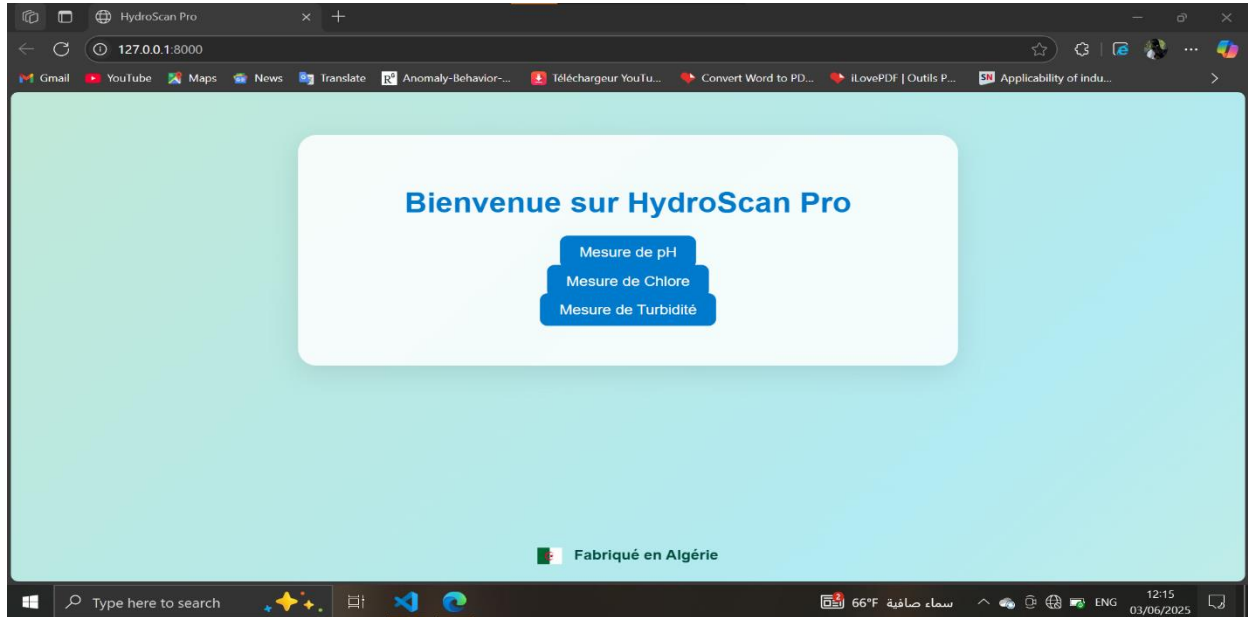 HydroScan Pro
127.0.0.1:8000
Gmail YouTube Maps News Translate Anomaly-Behavior-... Téléchargeur YouTu... Convert Word to PD... iLovePDF | Outils P... SN Applicability of indu...
Bienvenue sur HydroScan Pro
Mesure de pH
Mesure de Chlore
Mesure de Turbidité
Fabriqué en Algérie
Type here to search 66°F سماء صافية ENG 12:15
03/06/2025